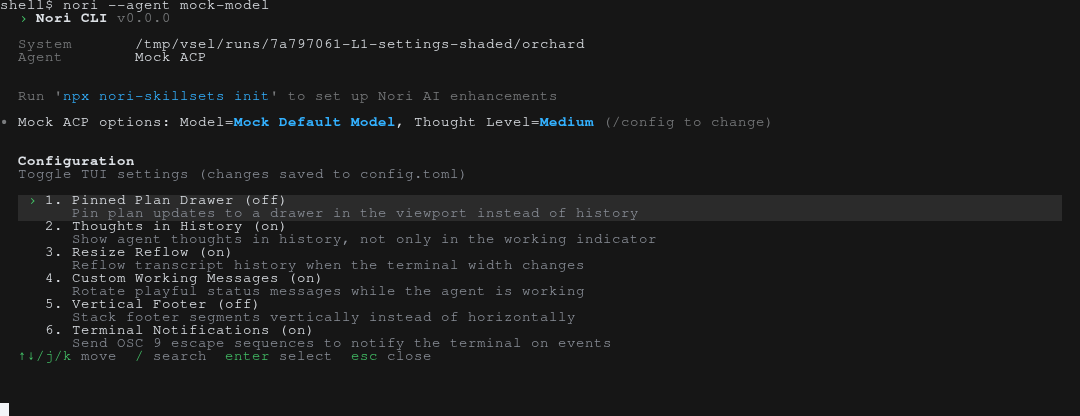 shell$ nori --agent mock-model
› Nori CLI v0.0.0
System /tmp/vsel/runs/7a797061-L1-settings-shaded/orchard
Agent Mock ACP
Run 'npx nori-skillsets init' to set up Nori AI enhancements
• Mock ACP options: Model=Mock Default Model, Thought Level=Medium (/config to change)
Configuration
Toggle TUI settings (changes saved to config.toml)
› 1. Pinned Plan Drawer (off)
Pin plan updates to a drawer in the viewport instead of history
2. Thoughts in History (on)
Show agent thoughts in history, not only in the working indicator
3. Resize Reflow (on)
Reflow transcript history when the terminal width changes
4. Custom Working Messages (on)
Rotate playful status messages while the agent is working
5. Vertical Footer (off)
Stack footer segments vertically instead of horizontally
6. Terminal Notifications (on)
Send OSC 9 escape sequences to notify the terminal on events
↑↓/j/k move / search enter select esc close